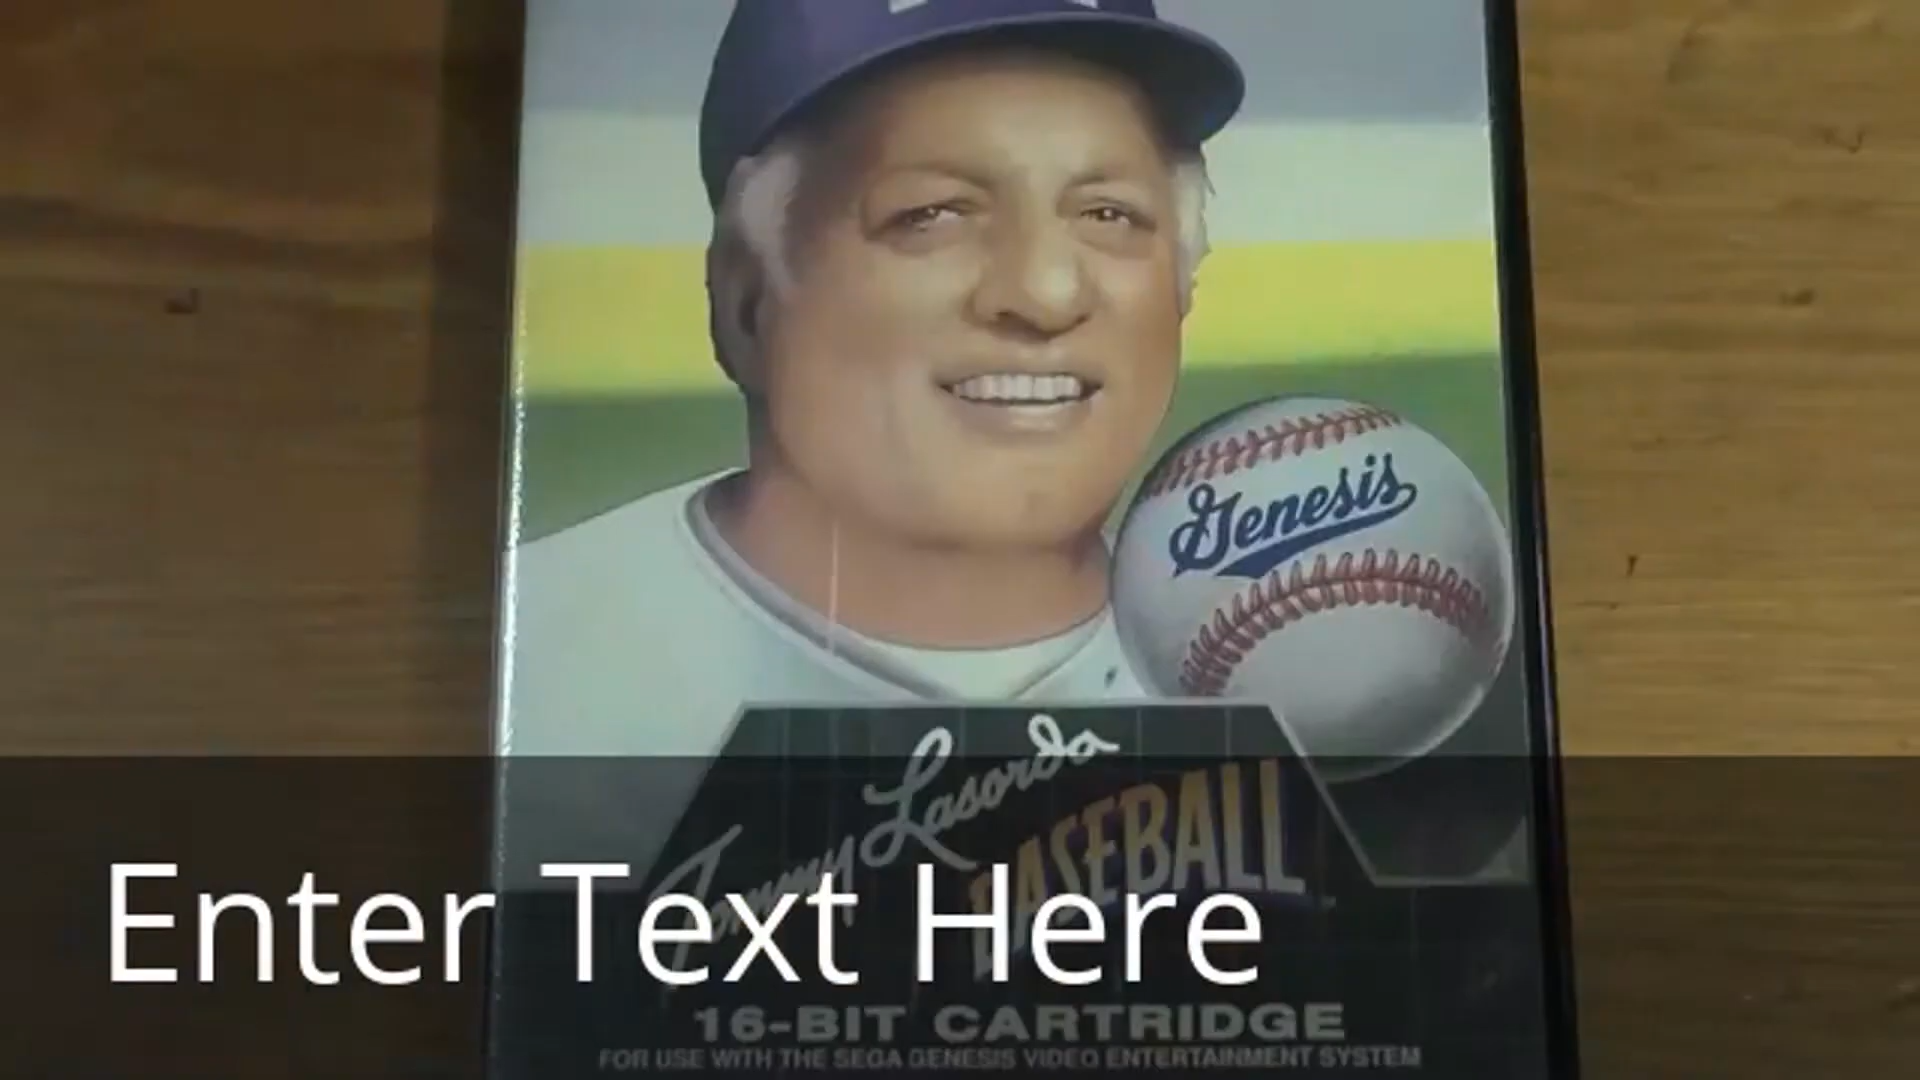 Genesis
Tommy Lasorda
BASEBALL
Enter Text Here
16-BIT CARTRIDGE
FOR USE WITH THE SEGA GENESIS VIDEO ENTERTAINMENT SYSTEM